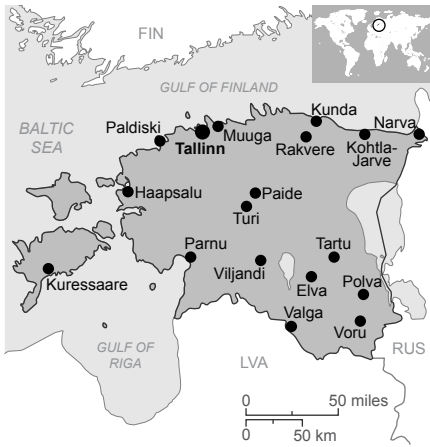 FIN
GULF OF FINLAND
BALTIC
SEA
Paldiski
Tallinn
Muuga
Kunda
Rakvere
Narva
Kohtla-
Jarve
Haapsalu
Paide
Turi
Parnu
Viljandi
Tartu
Elva
Polva
Kuressaare
Valga
Voru
GULF OF
RIGA
LVA
RUS
0 50 miles
0 50 km